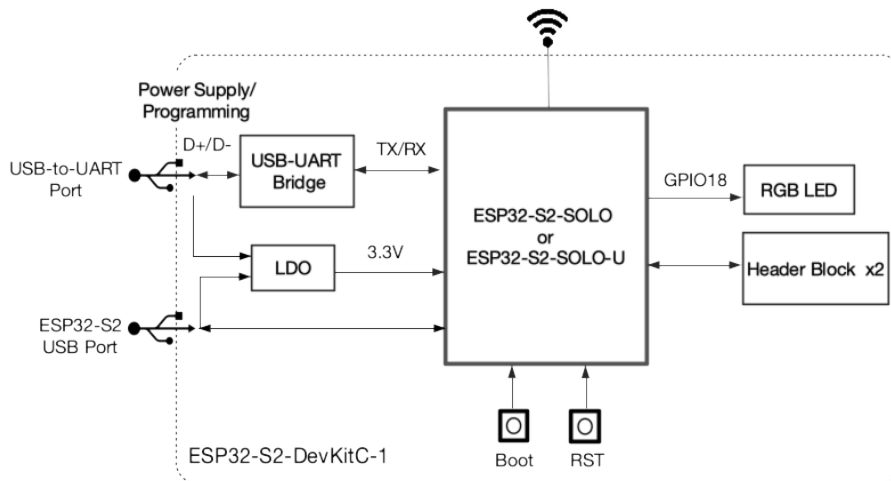 Power Supply/
Programming
D+/D-
USB-to-UART
Port
USB-UART
Bridge
TX/RX
ESP32-S2-SOLO
or
ESP32-S2-SOLO-U
GPIO18
RGB LED
LDO
3.3V
Header Block x2
ESP32-S2
USB Port
Boot
RST
ESP32-S2-DevKitC-1